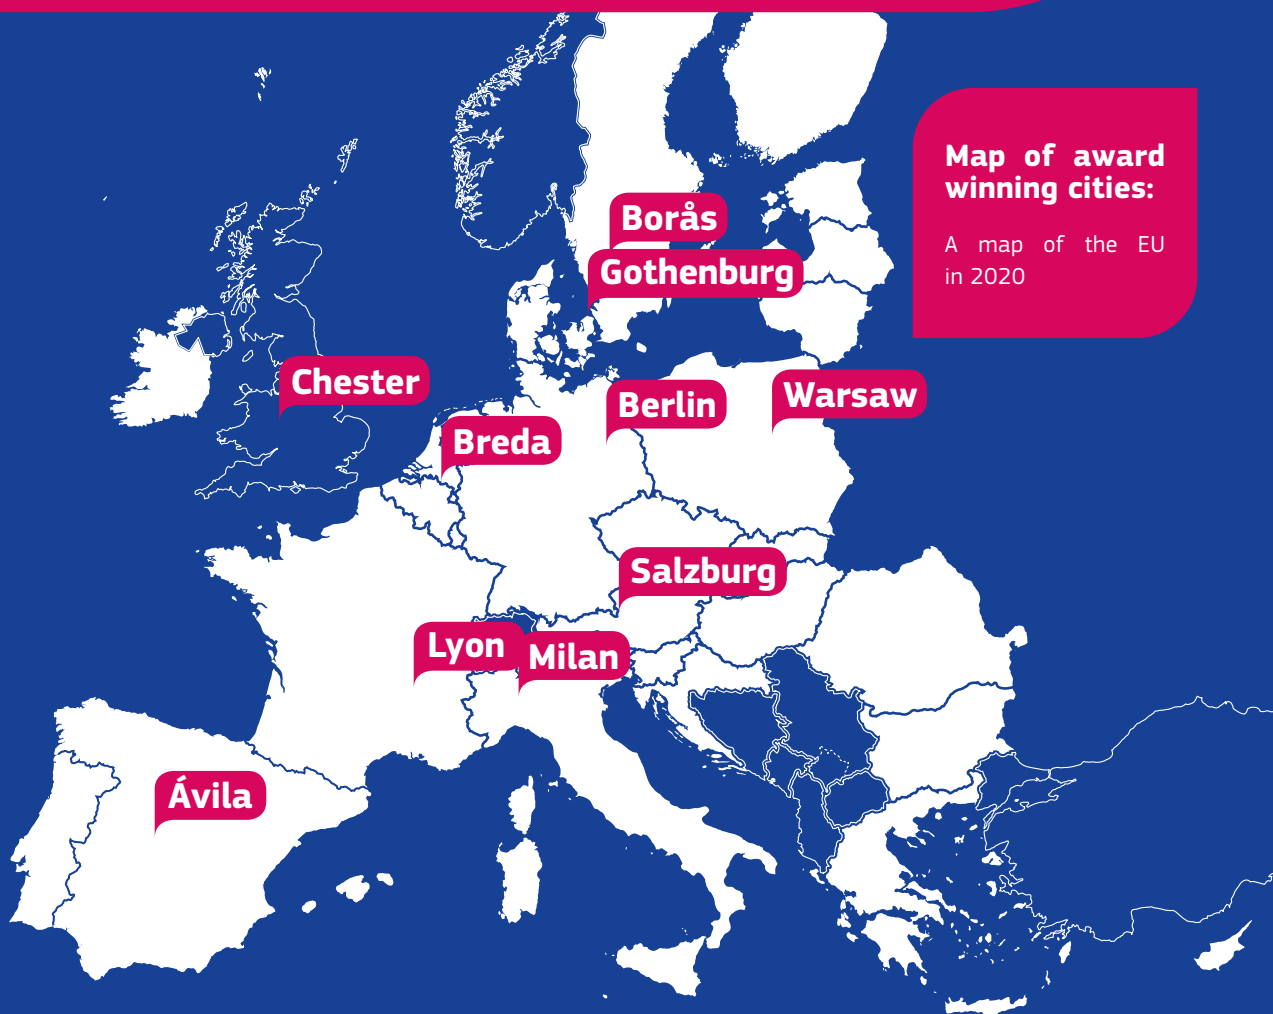 Map of award
winning cities:
A map of the EU
in 2020
Borås
Gothenburg
Chester
Berlin
Warsaw
Breda
Salzburg
Lyon
Milan
Ávila